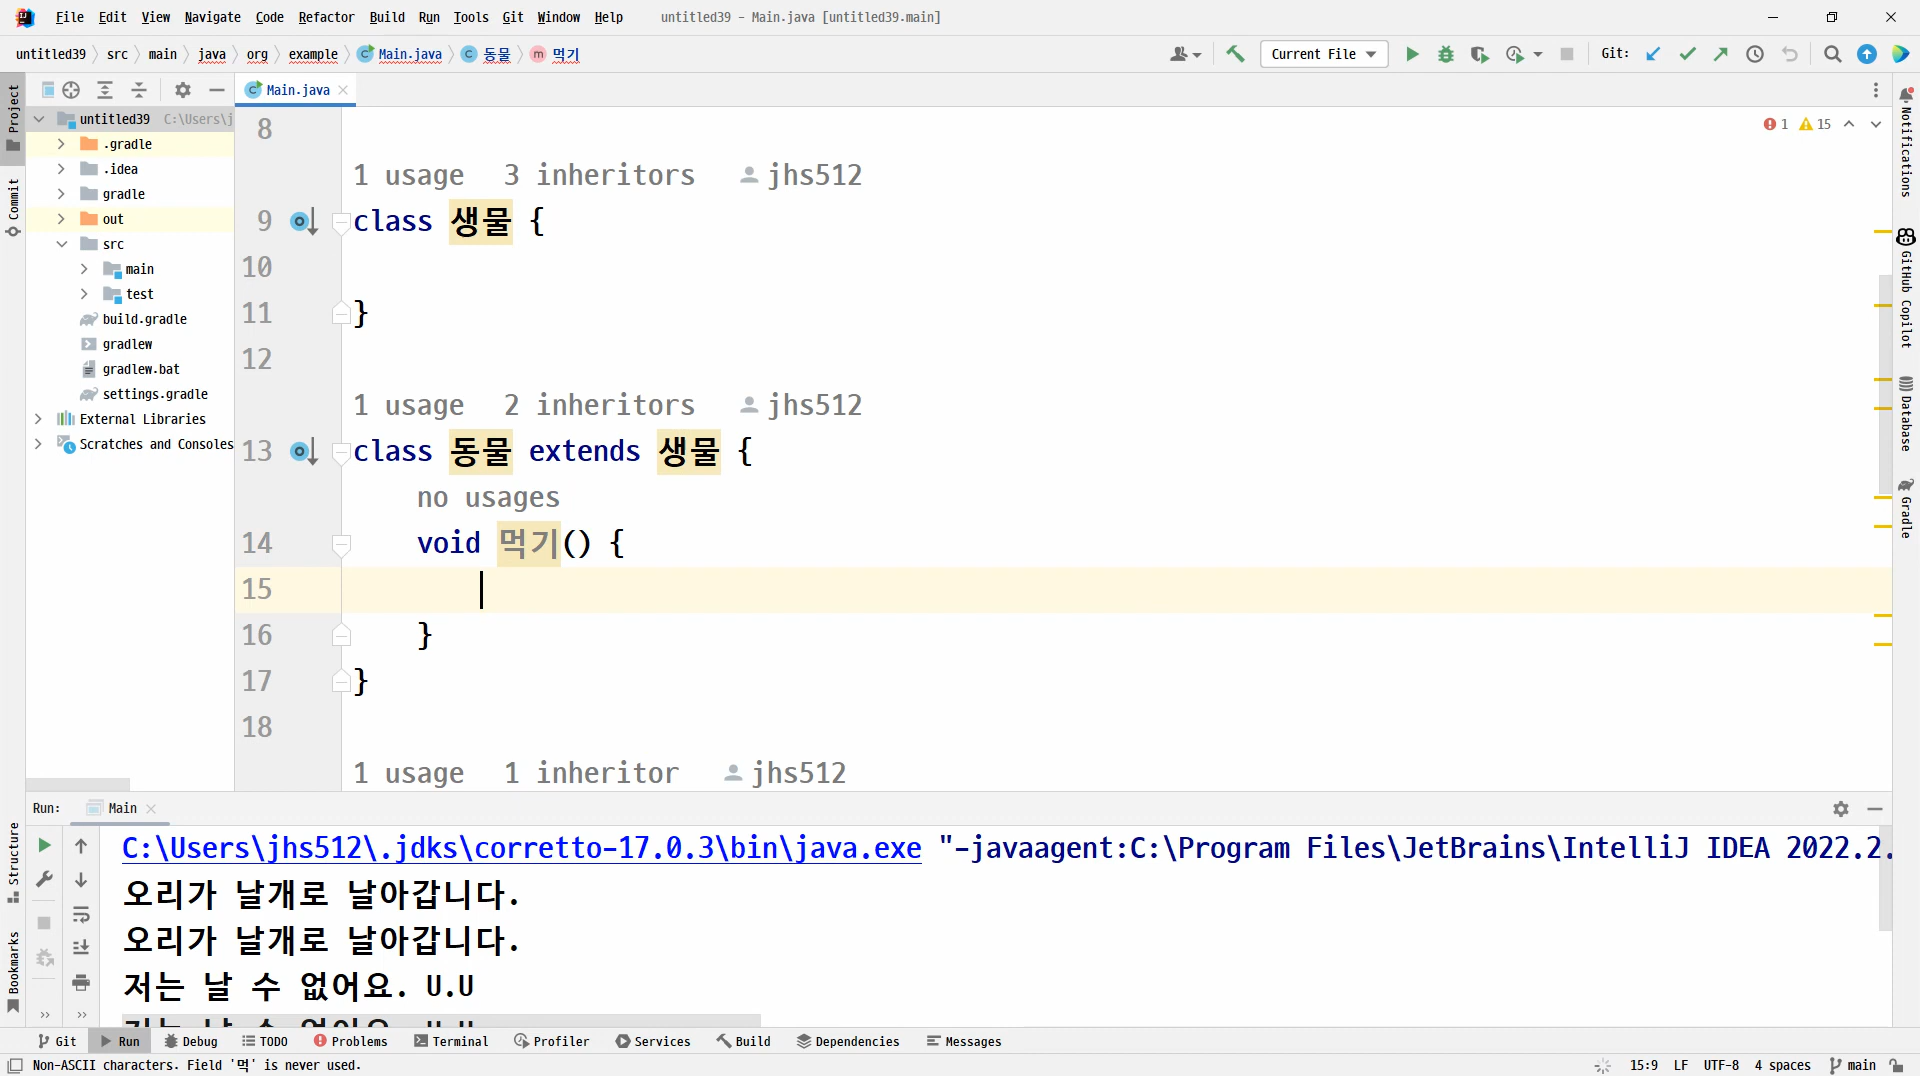 File Edit View Navigate Code Refactor Build Run Tools Git Window Help untitled39 - Main.java [untitled39.main]
untitled39 src main java org example Main.java 동물 먹기 Current File Git:
Project
Commit
Structure
Bookmarks
untitled39 C:\Users\j
.gradle
.idea
gradle
out
src
main
test
build.gradle
gradlew
gradlew.bat
settings.gradle
External Libraries
Scratches and Consoles
Main.java
1 15
8
1 usage 3 inheritors jhs512
9 class 생물 {
10
11 }
12
1 usage 2 inheritors jhs512
13 class 동물 extends 생물 {
no usages
14 void 먹기() {
15
16 }
17 }
18
1 usage 1 inheritor jhs512
Notifications
GitHub Copilot
Database
Gradle
Run: Main
C:\Users\jhs512\.jdks\corretto-17.0.3\bin\java.exe "-javaagent:C:\Program Files\JetBrains\IntelliJ IDEA 2022.2.
오리가 날개로 날아갑니다.
오리가 날개로 날아갑니다.
저는 날 수 없어요. U.U
Git Run Debug TODO Problems Terminal Profiler Services Build Dependencies Messages
Non-ASCII characters. Field '먹' is never used. 15:9 LF UTF-8 4 spaces main